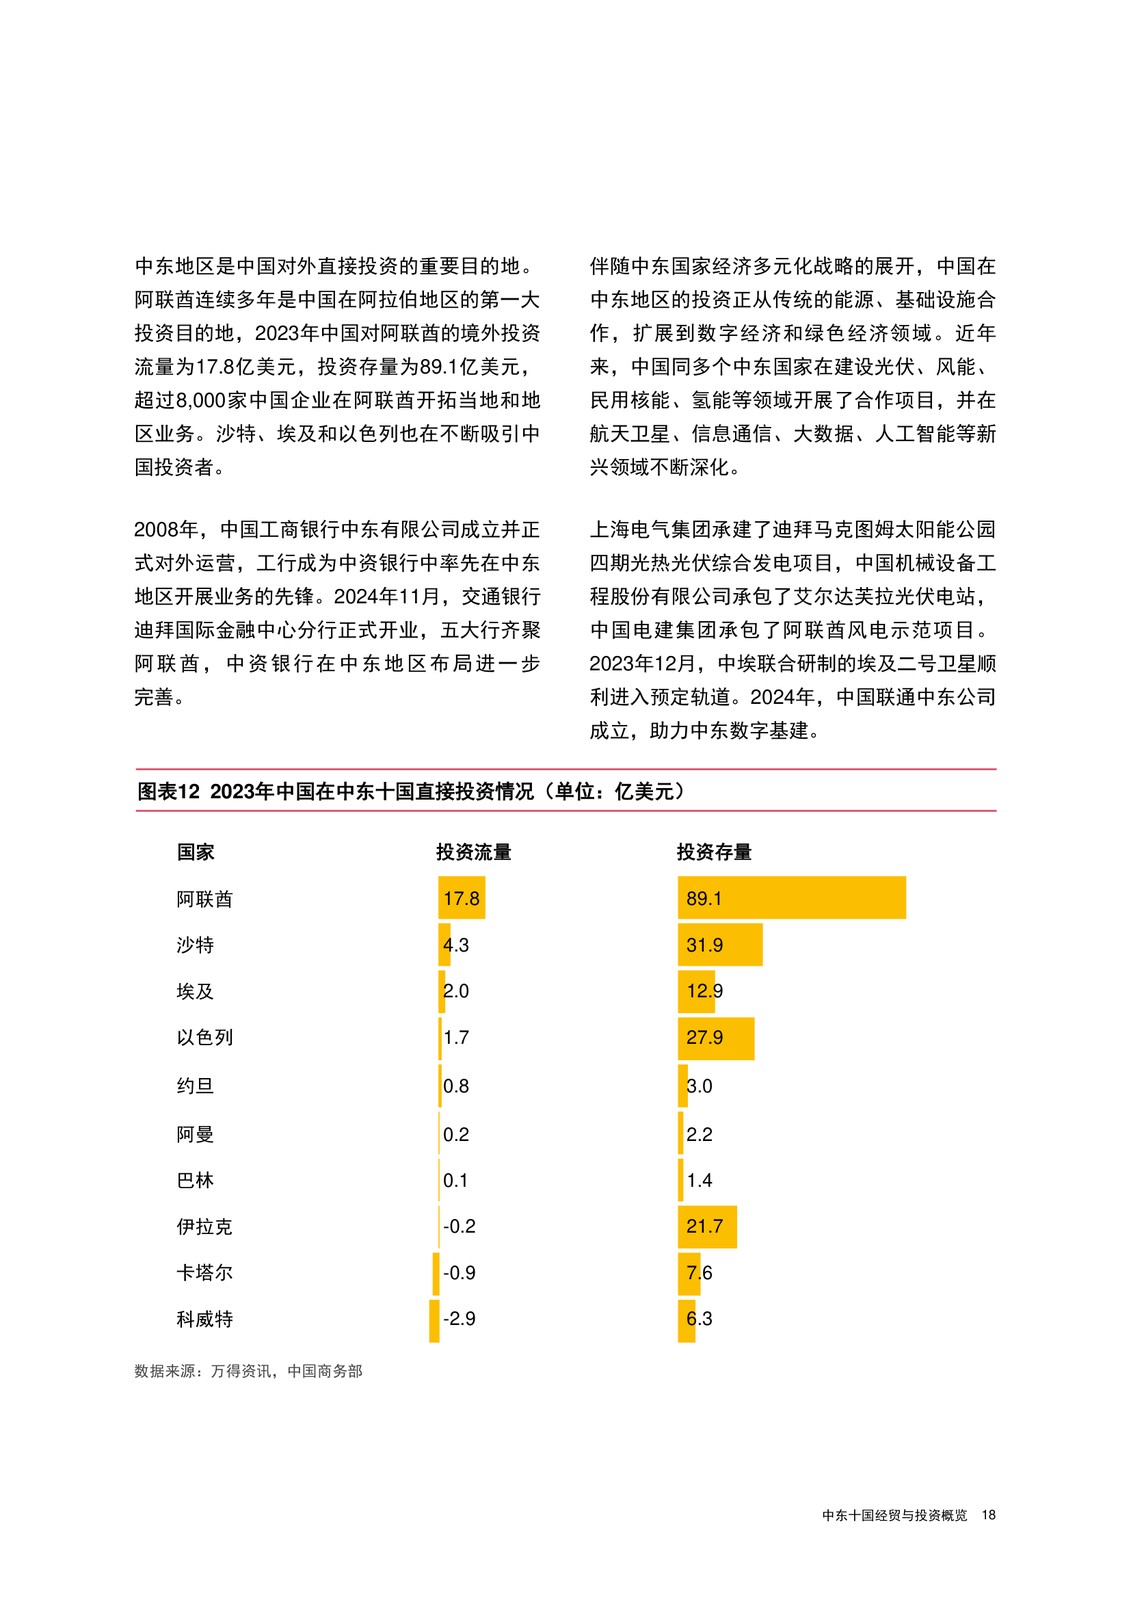 中东地区是中国对外直接投资的重要目的地。
阿联酋连续多年是中国在阿拉伯地区的第一大
投资目的地，2023年中国对阿联酋的境外投资
流量为17.8亿美元，投资存量为89.1亿美元，
超过8,000家中国企业在阿联酋开拓当地和地
区业务。沙特、埃及和以色列也在不断吸引中
国投资者。
2008年，中国工商银行中东有限公司成立并正
式对外运营，工行成为中资银行中率先在中东
地区开展业务的先锋。2024年11月，交通银行
迪拜国际金融中心分行正式开业，五大行齐聚
阿联酋，中资银行在中东地区布局进一步
完善。
伴随中东国家经济多元化战略的展开，中国在
中东地区的投资正从传统的能源、基础设施合
作，扩展到数字经济和绿色经济领域。近年
来，中国同多个中东国家在建设光伏、风能、
民用核能、氢能等领域开展了合作项目，并在
航天卫星、信息通信、大数据、人工智能等新
兴领域不断深化。
上海电气集团承建了迪拜马克图姆太阳能公园
四期光热光伏综合发电项目，中国机械设备工
程股份有限公司承包了艾尔达芙拉光伏电站，
中国电建集团承包了阿联酋风电示范项目。
2023年12月，中埃联合研制的埃及二号卫星顺
利进入预定轨道。2024年，中国联通中东公司
成立，助力中东数字基建。
图表12 2023年中国在中东十国直接投资情况（单位：亿美元）
国家 投资流量 投资存量
阿联酋 17.8 89.1
沙特 4.3 31.9
埃及 2.0 12.9
以色列 1.7 27.9
约旦 0.8 3.0
阿曼 0.2 2.2
巴林 0.1 1.4
伊拉克 -0.2 21.7
卡塔尔 -0.9 7.6
科威特 -2.9 6.3
数据来源：万得资讯，中国商务部
中东十国经贸与投资概览 18